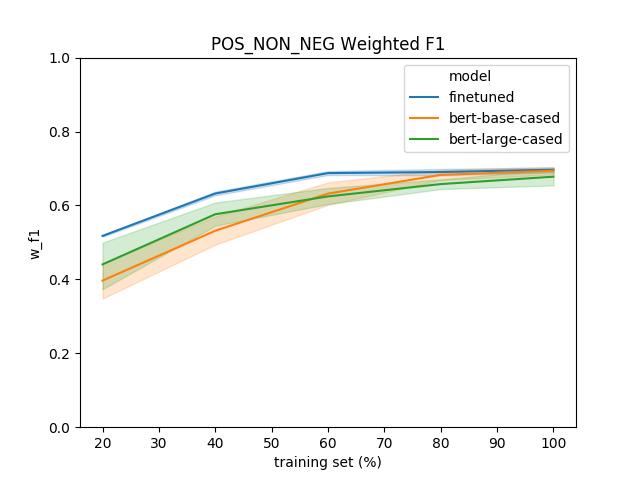 POS_NON_NEG Weighted F1
model
finetuned
bert-base-cased
bert-large-cased
w_f1
1.0
0.8
0.6
0.4
0.2
0.0
20 30 40 50 60 70 80 90 100
training set (%)